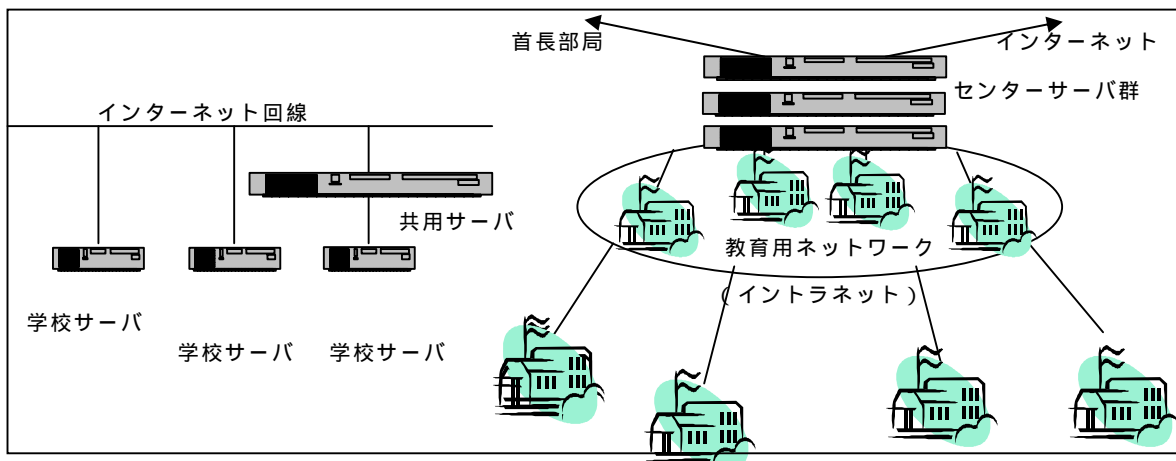 首長部局
インターネット
センターサーバ群
インターネット回線
共用サーバ
教育用ネットワーク
(イントラネット)
学校サーバ
学校サーバ
学校サーバ